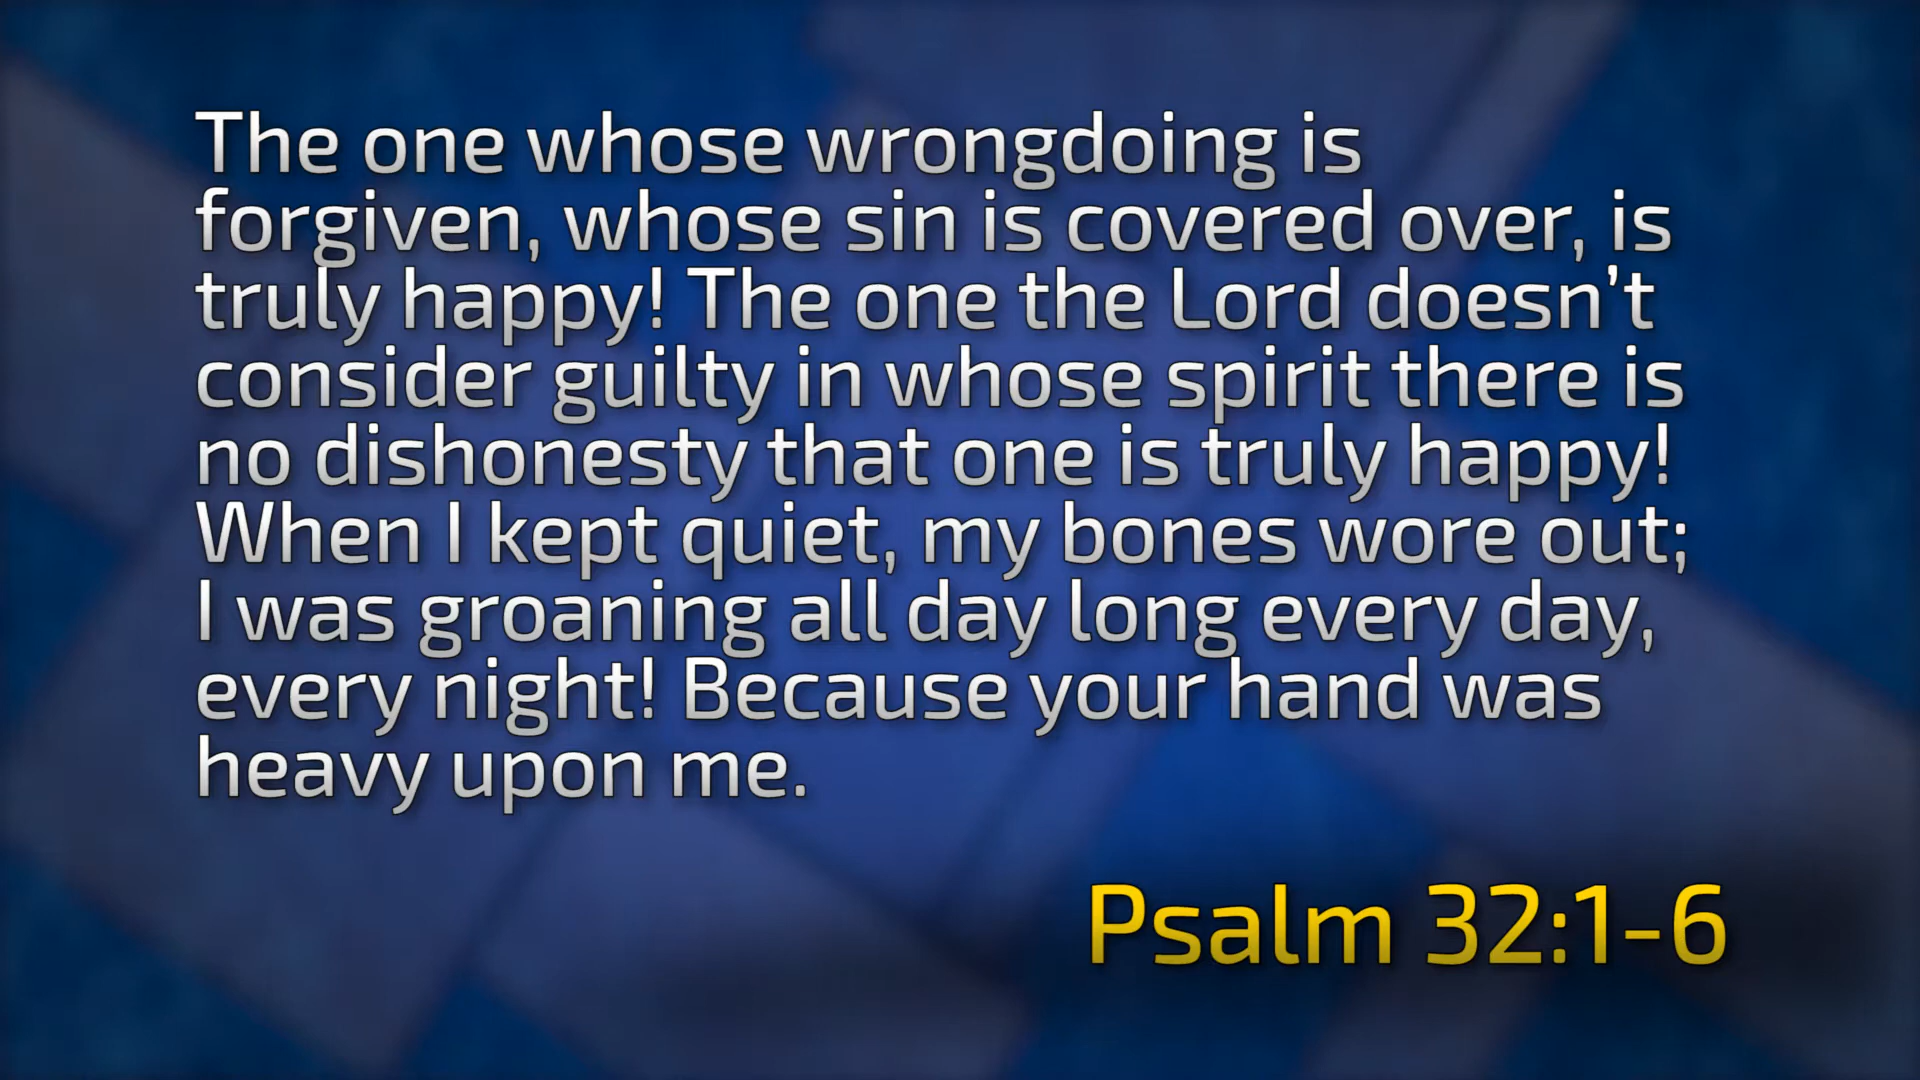 The one whose wrongdoing is
forgiven, whose sin is covered over, is
truly happy! The one the Lord doesn’t
consider guilty in whose spirit there is
no dishonesty that one is truly happy!
When I kept quiet, my bones wore out;
I was groaning all day long every day,
every night! Because your hand was
heavy upon me.
Psalm 32:1-6